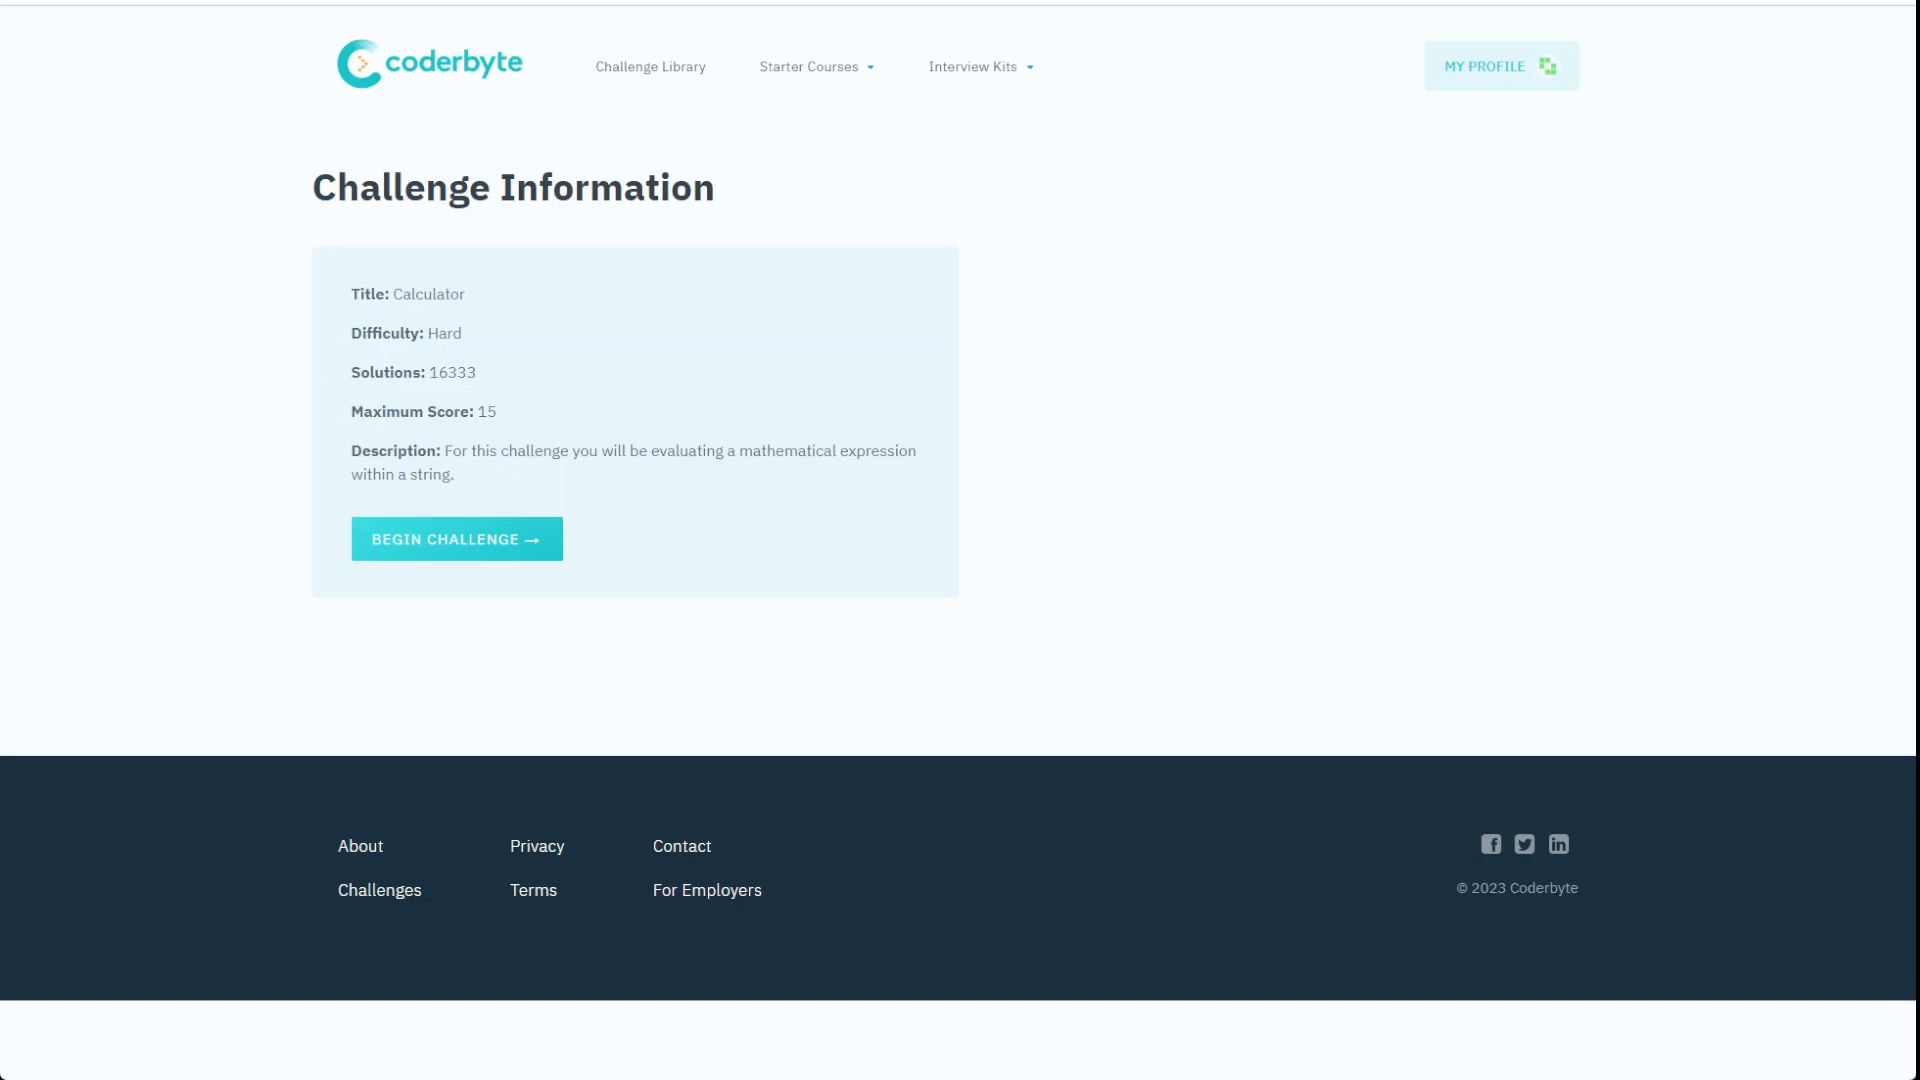 coderbyte
Challenge Library
Starter Courses
Interview Kits
MY PROFILE
Challenge Information
Title: Calculator
Difficulty: Hard
Solutions: 16333
Maximum Score: 15
Description: For this challenge you will be evaluating a mathematical expression
within a string.
BEGIN CHALLENGE →
About
Privacy
Contact
Challenges
Terms
For Employers
© 2023 Coderbyte